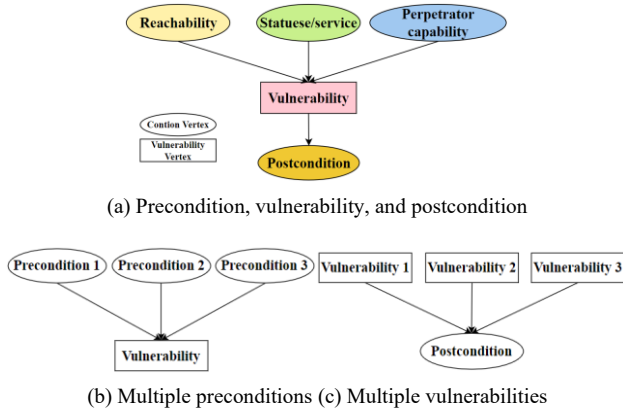 Reachability
Statuese/service
Perpetrator
capability
Vulnerability
Contion Vertex
Vulnerability
Vertex
Postcondition
(a) Precondition, vulnerability, and postcondition
Precondition 1
Precondition 2
Precondition 3
Vulnerability 1
Vulnerability 2
Vulnerability 3
Vulnerability
Postcondition
(b) Multiple preconditions (c) Multiple vulnerabilities